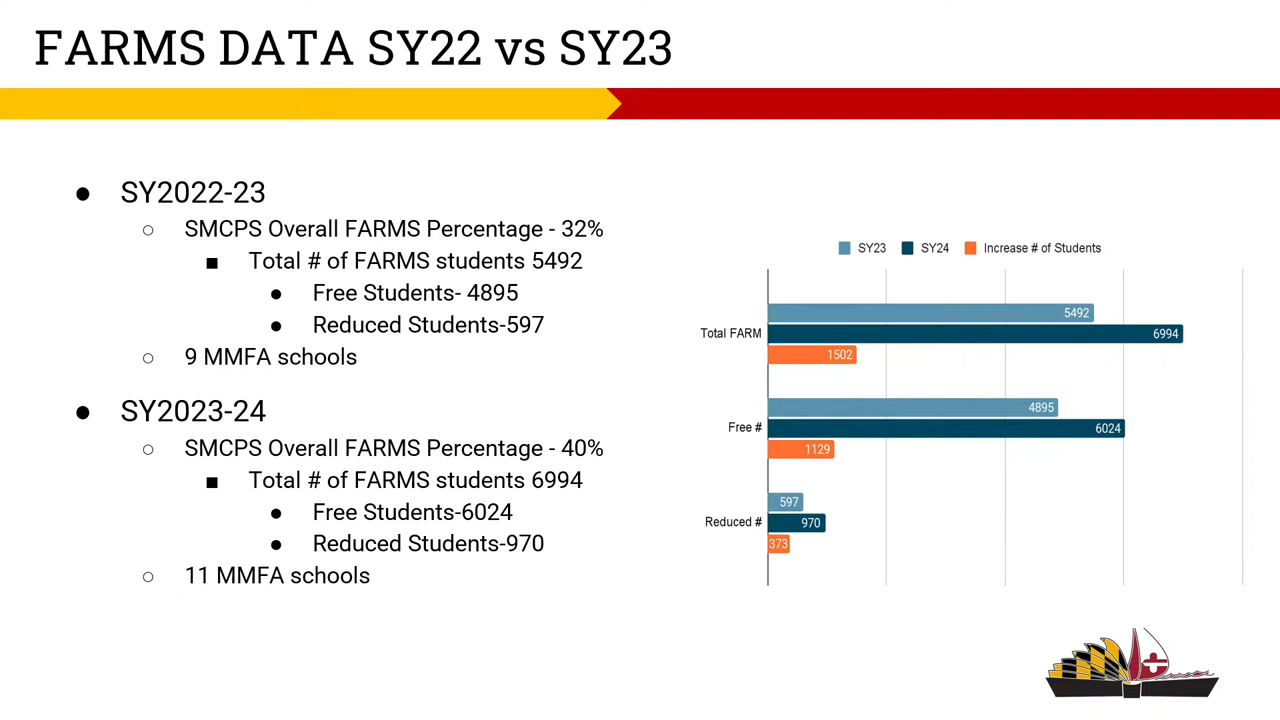 FARMS DATA SY22 vs SY23
● SY2022-23
○ SMCPS Overall FARMS Percentage - 32%
■ Total # of FARMS students 5492
● Free Students- 4895
● Reduced Students-597
○ 9 MMFA schools
● SY2023-24
○ SMCPS Overall FARMS Percentage - 40%
■ Total # of FARMS students 6994
● Free Students-6024
● Reduced Students-970
○ 11 MMFA schools
SY23 SY24 Increase # of Students
5492
Total FARM 6994
1502
4895
Free # 6024
1129
597
Reduced # 970
373